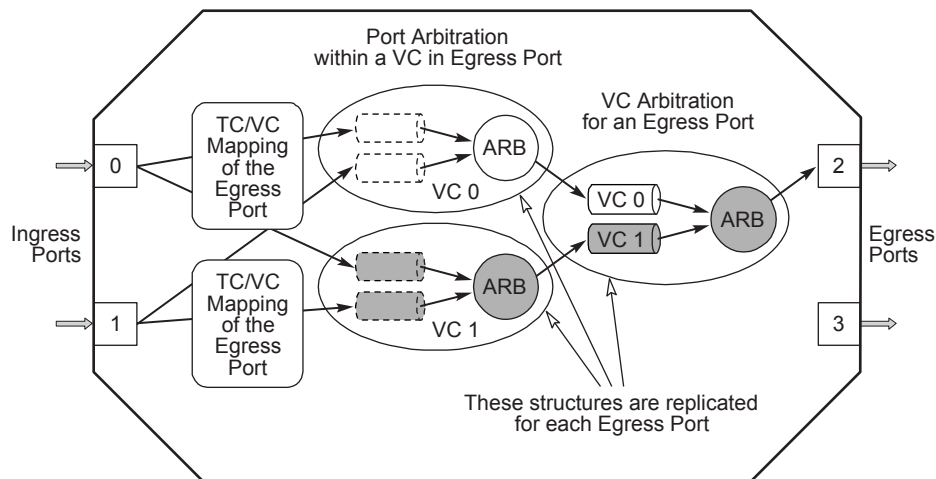 Port Arbitration
within a VC in Egress Port
VC Arbitration
for an Egress Port
TC/VC
Mapping
of the
Egress
Port
ARB
VC 0
0
2
VC 0
VC 1
ARB
Ingress
Ports
Egress
Ports
TC/VC
Mapping
of the
Egress
Port
ARB
VC 1
1
3
These structures are replicated
for each Egress Port